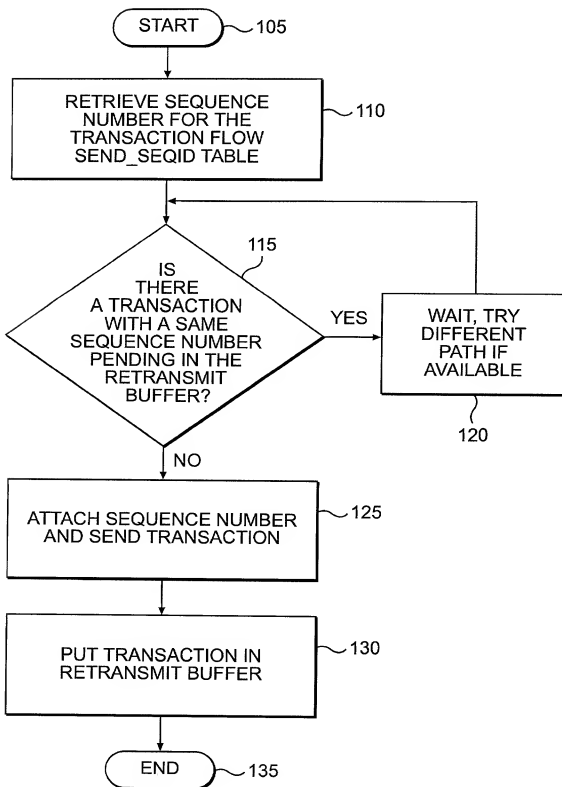 START
105
RETRIEVE SEQUENCE
NUMBER FOR THE
TRANSACTION FLOW
SEND_SEQID TABLE
110
115
IS
THERE
A TRANSACTION
WITH A SAME
SEQUENCE NUMBER
PENDING IN THE
RETRANSMIT
BUFFER?
YES
WAIT, TRY
DIFFERENT
PATH IF
AVAILABLE
120
NO
ATTACH SEQUENCE NUMBER
AND SEND TRANSACTION
125
PUT TRANSACTION IN
RETRANSMIT BUFFER
130
END
135